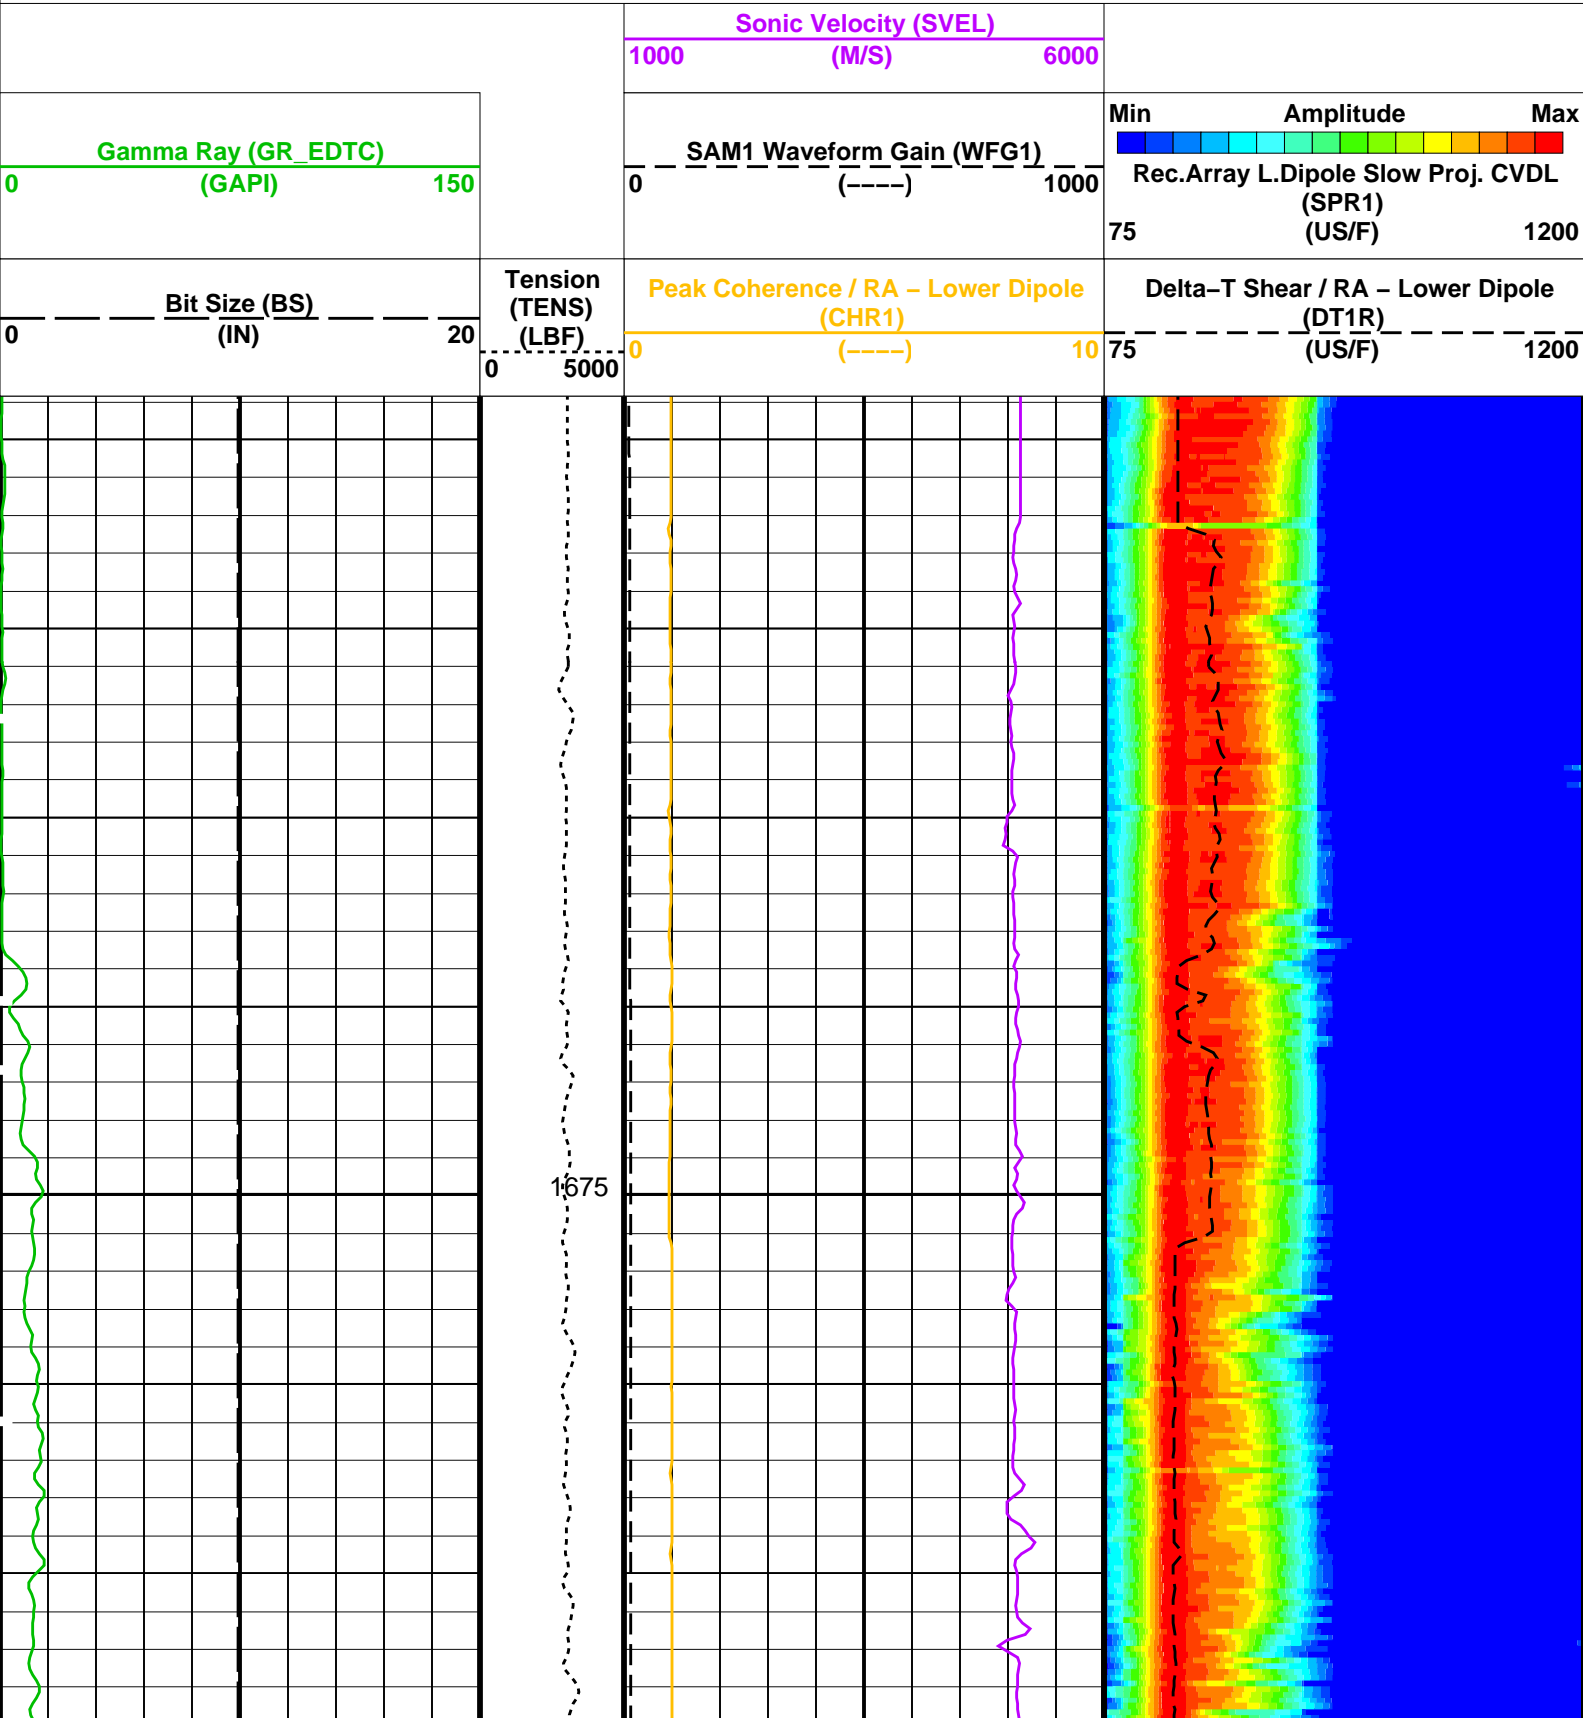 Sonic Velocity (SVEL)
1000 (M/S) 6000
Gamma Ray (GR_EDTC)
0 (GAPI) 150
SAM1 Waveform Gain (WFG1)
0 (−−−−) 1000
Min Amplitude Max
Rec.Array L.Dipole Slow Proj. CVDL
(SPR1)
75 (US/F) 1200
Bit Size (BS)
0 (IN) 20
Tension
(TENS)
(LBF)
0 5000
Peak Coherence / RA − Lower Dipole
(CHR1)
0 (−−−−) 10
Delta−T Shear / RA − Lower Dipole
(DT1R)
75 (US/F) 1200
1675